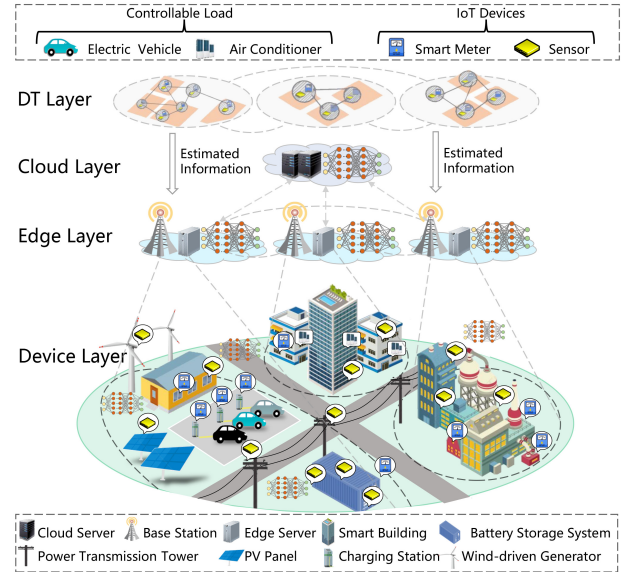 Controllable Load
IoT Devices
Electric Vehicle
Air Conditioner
Smart Meter
Sensor
DT Layer
Cloud Layer
Estimated
Information
Estimated
Information
Edge Layer
Device Layer
Cloud Server
Base Station
Edge Server
Smart Building
Battery Storage System
Power Transmission Tower
PV Panel
Charging Station
Wind-driven Generator